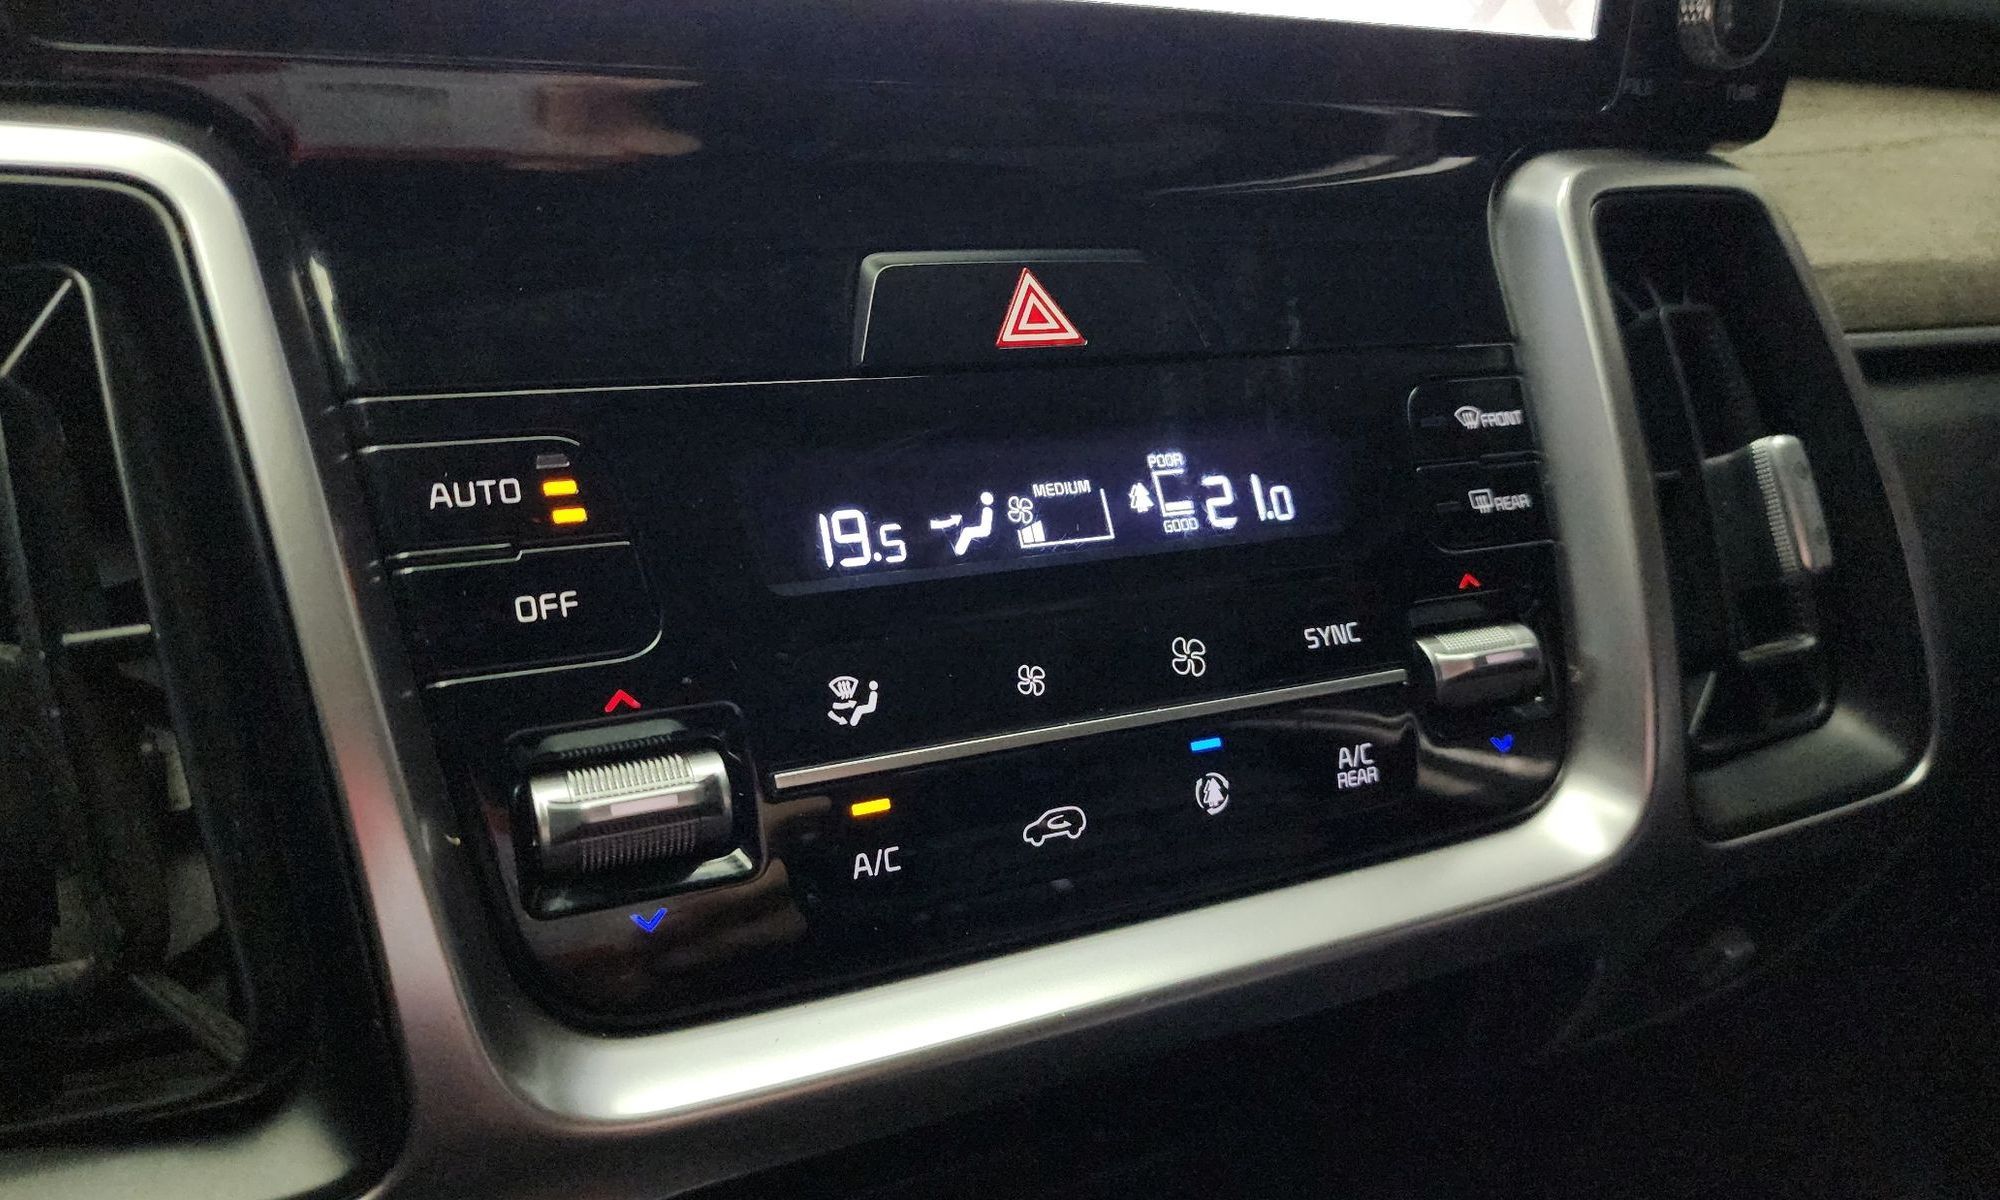 FRONT
AUTO
POOR
MEDIUM
19.5
21.0
GOOD
REAR
OFF
SYNC
A/C
A/C
REAR